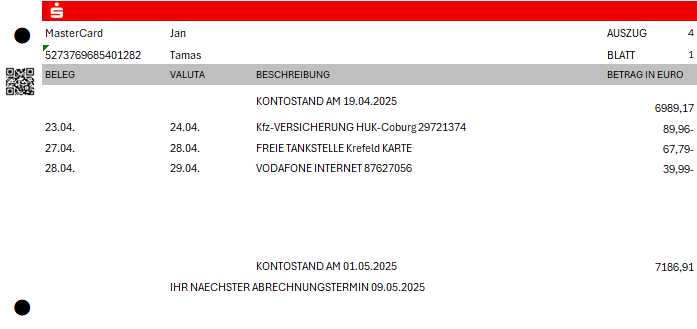 MasterCard Jan AUSZUG 4
5273769685401282 Tamas BLATT 1
BELEG VALUTA BESCHREIBUNG BETRAG IN EURO
KONTOSTAND AM 19.04.2025 6989,17
23.04. 24.04. Kfz-VERSICHERUNG HUK-Coburg 29721374 89,96-
27.04. 28.04. FREIE TANKSTELLE Krefeld KARTE 67,79-
28.04. 29.04. VODAFONE INTERNET 87627056 39,99-
KONTOSTAND AM 01.05.2025 7186,91
IHR NAECHSTER ABRECHNUNGSTERMIN 09.05.2025